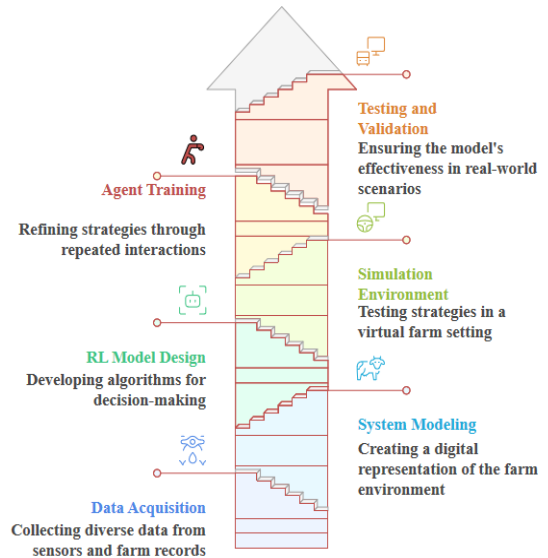 Testing and
Validation
Ensuring the model's
effectiveness in real-world
scenarios
Agent Training
Refining strategies through
repeated interactions
Simulation
Environment
Testing strategies in a
virtual farm setting
RL Model Design
Developing algorithms for
decision-making
System Modeling
Creating a digital
representation of the farm
environment
Data Acquisition
Collecting diverse data from
sensors and farm records